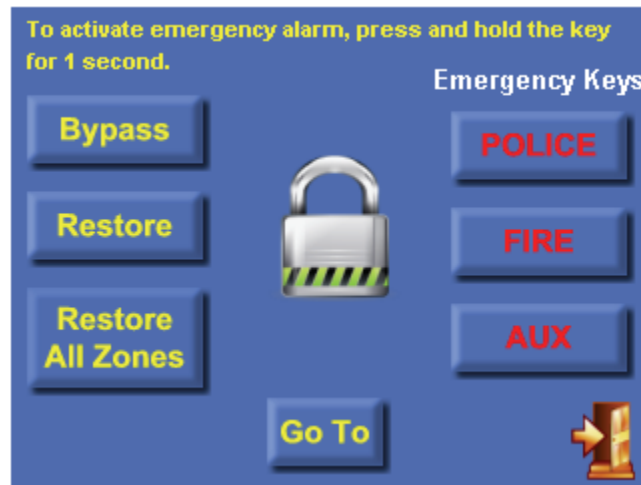 To activate emergency alarm, press and hold the key
for 1 second.
Emergency Keys
Bypass
POLICE
Restore
FIRE
Restore
All Zones
AUX
Go To